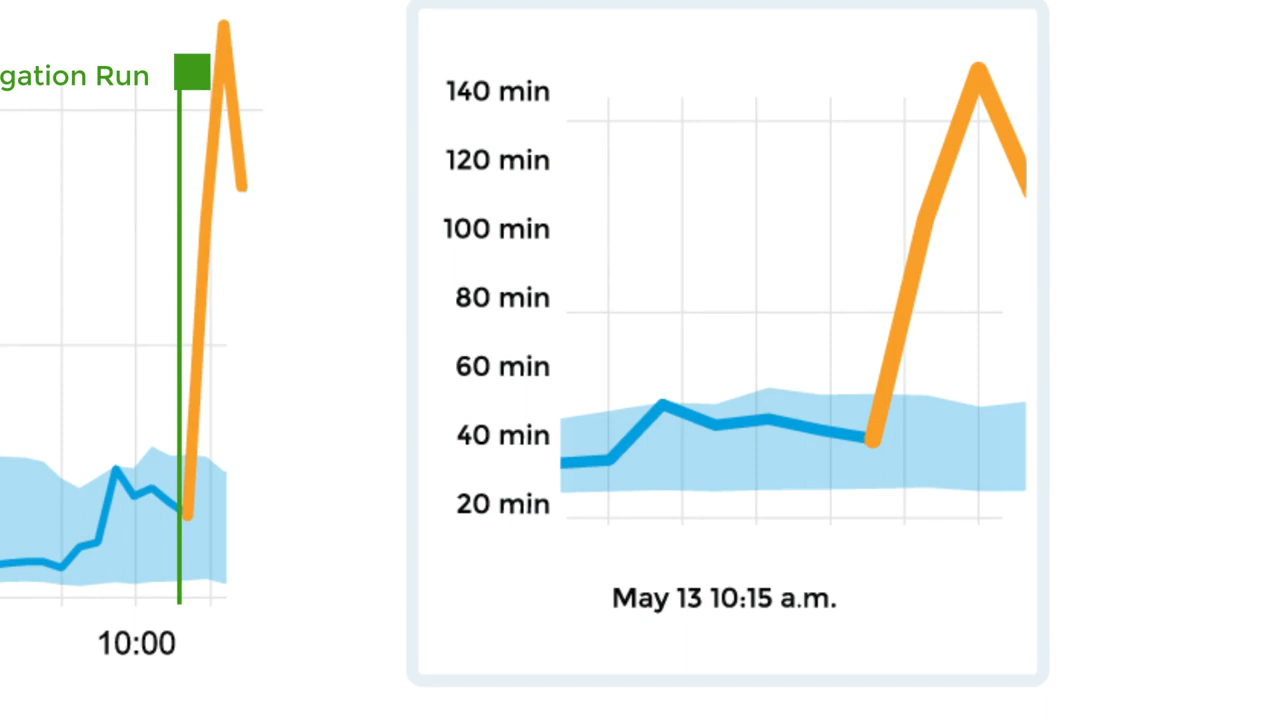 gation Run
10:00
140 min
120 min
100 min
80 min
60 min
40 min
20 min
May 13 10:15 a.m.